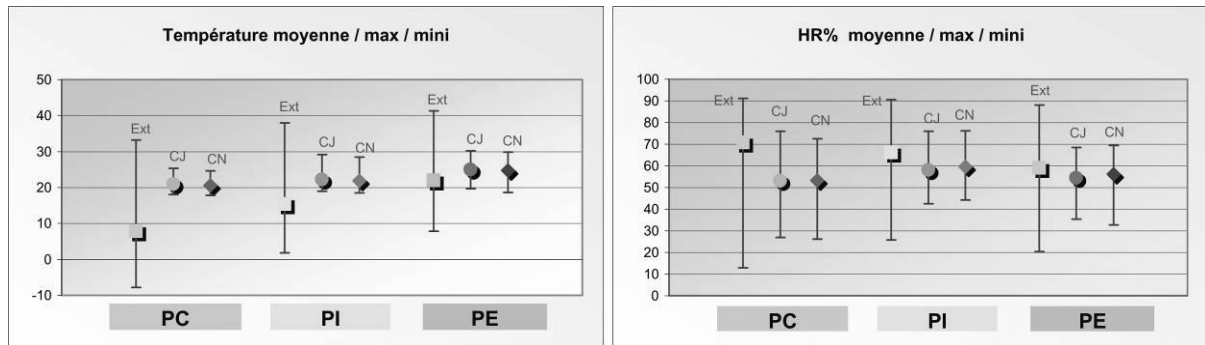 Température moyenne / max / mini
50
40
30
20
10
0
-10
Ext
CJ
CN
Ext
CJ
CN
Ext
CJ
CN
PC
PI
PE
HR% moyenne / max / mini
100
90
80
70
60
50
40
30
20
10
0
Ext
CJ
CN
Ext
CJ
CN
Ext
CJ
CN
PC
PI
PE